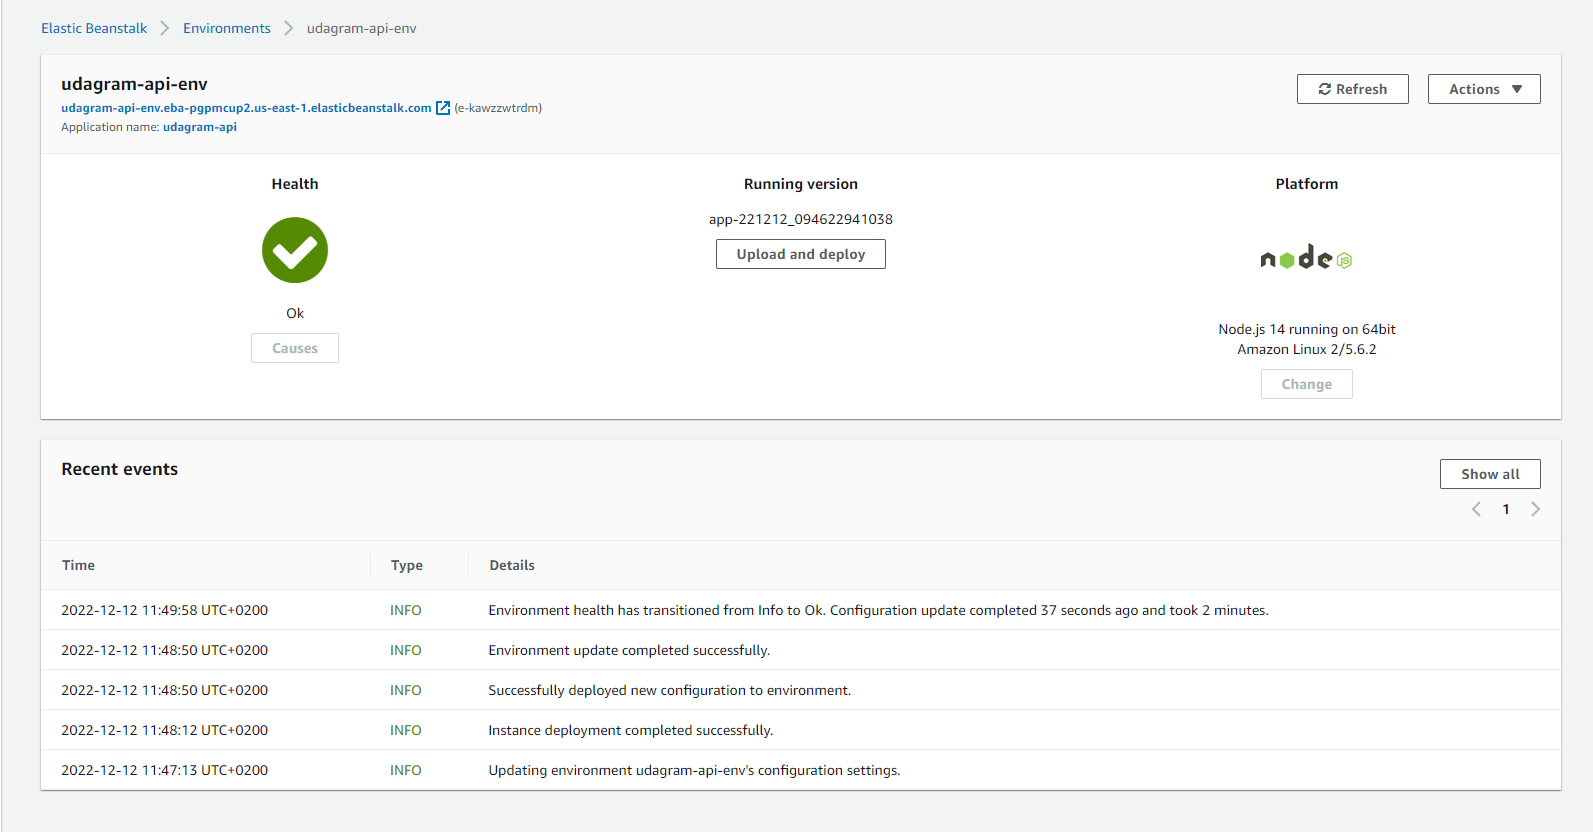 Elastic Beanstalk > Environments > udagram-api-env
udagram-api-env
udagram-api-env.eba-pgpmcup2.us-east-1.elasticbeanstalk.com (e-kawzzwtrdm)
Application name: udagram-api
Refresh
Actions
Health
Ok
Causes
Running version
app-221212_094622941038
Upload and deploy
Platform
node JS
Node.js 14 running on 64bit
Amazon Linux 2/5.6.2
Change
Recent events
Show all
1
Time Type Details
2022-12-12 11:49:58 UTC+0200 INFO Environment health has transitioned from Info to Ok. Configuration update completed 37 seconds ago and took 2 minutes.
2022-12-12 11:48:50 UTC+0200 INFO Environment update completed successfully.
2022-12-12 11:48:50 UTC+0200 INFO Successfully deployed new configuration to environment.
2022-12-12 11:48:12 UTC+0200 INFO Instance deployment completed successfully.
2022-12-12 11:47:13 UTC+0200 INFO Updating environment udagram-api-env's configuration settings.